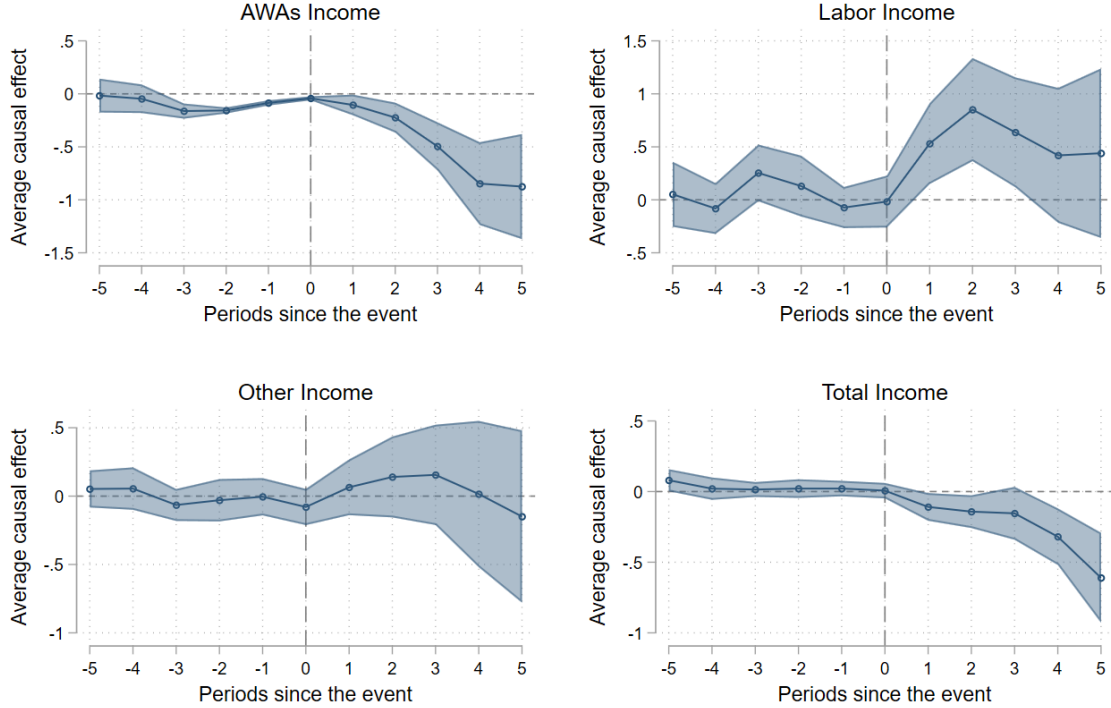 AWAs Income
Average causal effect
.5
0
-.5
-1
-1.5
-5 -4 -3 -2 -1 0 1 2 3 4 5
Periods since the event
Labor Income
Average causal effect
1.5
1
.5
0
-.5
-5 -4 -3 -2 -1 0 1 2 3 4 5
Periods since the event
Other Income
Average causal effect
.5
0
-.5
-1
-5 -4 -3 -2 -1 0 1 2 3 4 5
Periods since the event
Total Income
Average causal effect
.5
0
-.5
-1
-5 -4 -3 -2 -1 0 1 2 3 4 5
Periods since the event